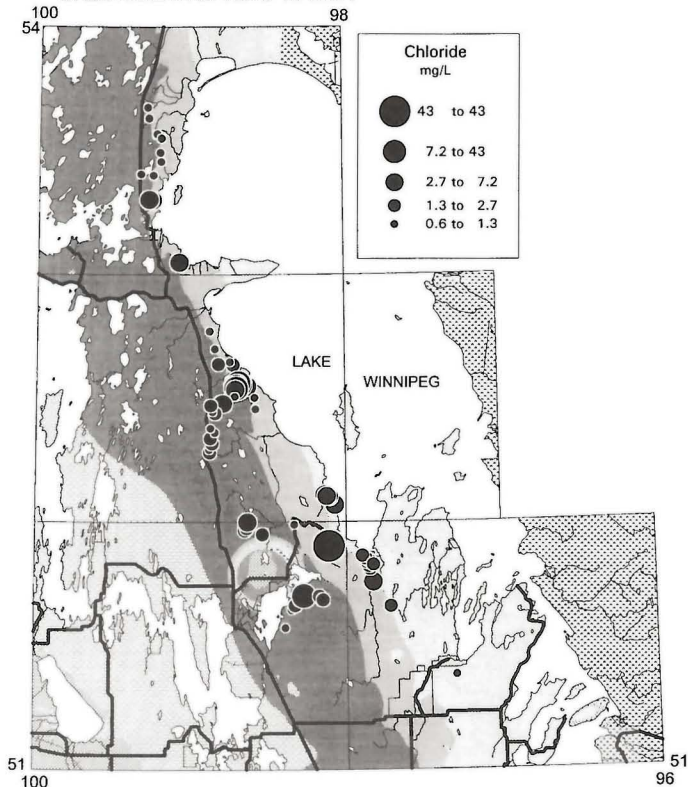 100
98
54
Chloride
mg/L
43 to 43
7.2 to 43
2.7 to 7.2
1.3 to 2.7
0.6 to 1.3
LAKE
WINNIPEG
51
51
100
96